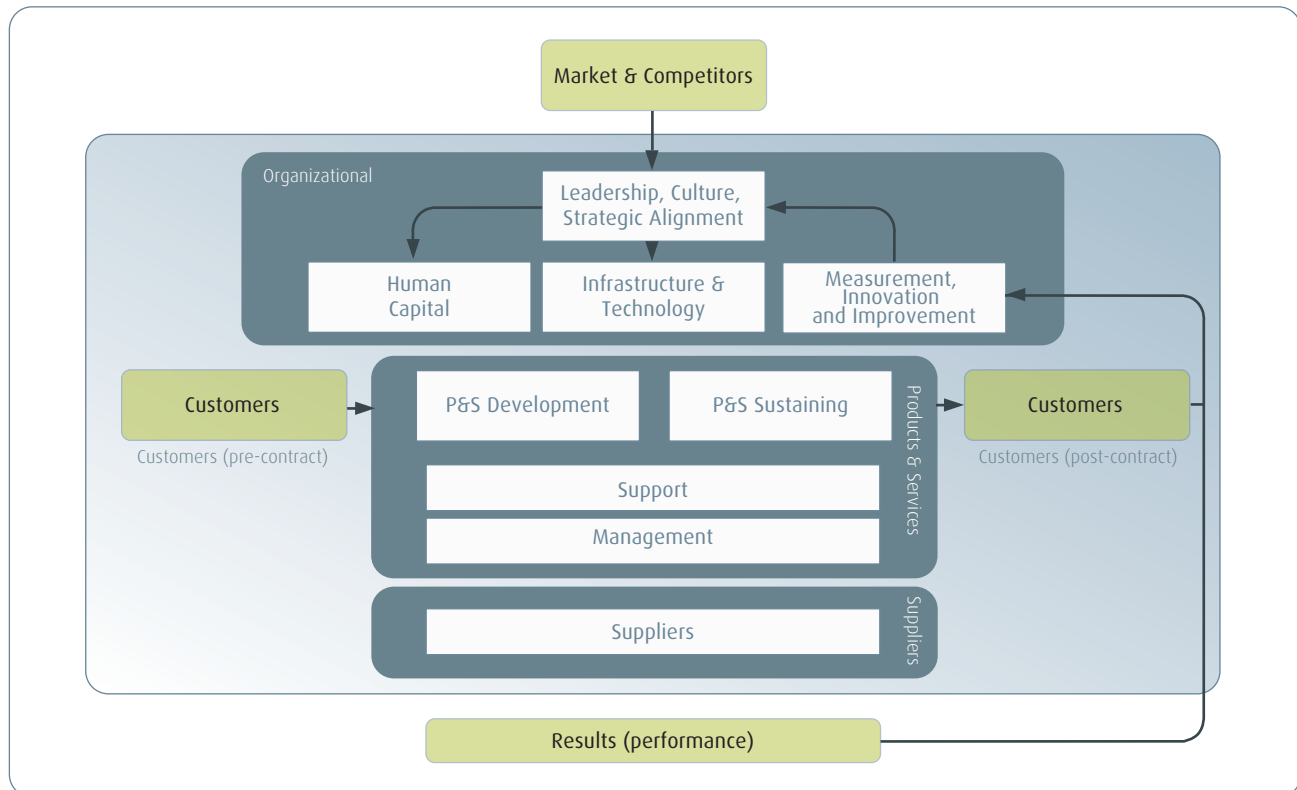 Market & Competitors
Organizational
Leadership, Culture,
Strategic Alignment
Human
Capital
Infrastructure &
Technology
Measurement,
Innovation
and Improvement
Customers
Customers (pre-contract)
P&S Development
P&S Sustaining
Support
Management
Products & Services
Customers
Customers (post-contract)
Suppliers
Suppliers
Results (performance)